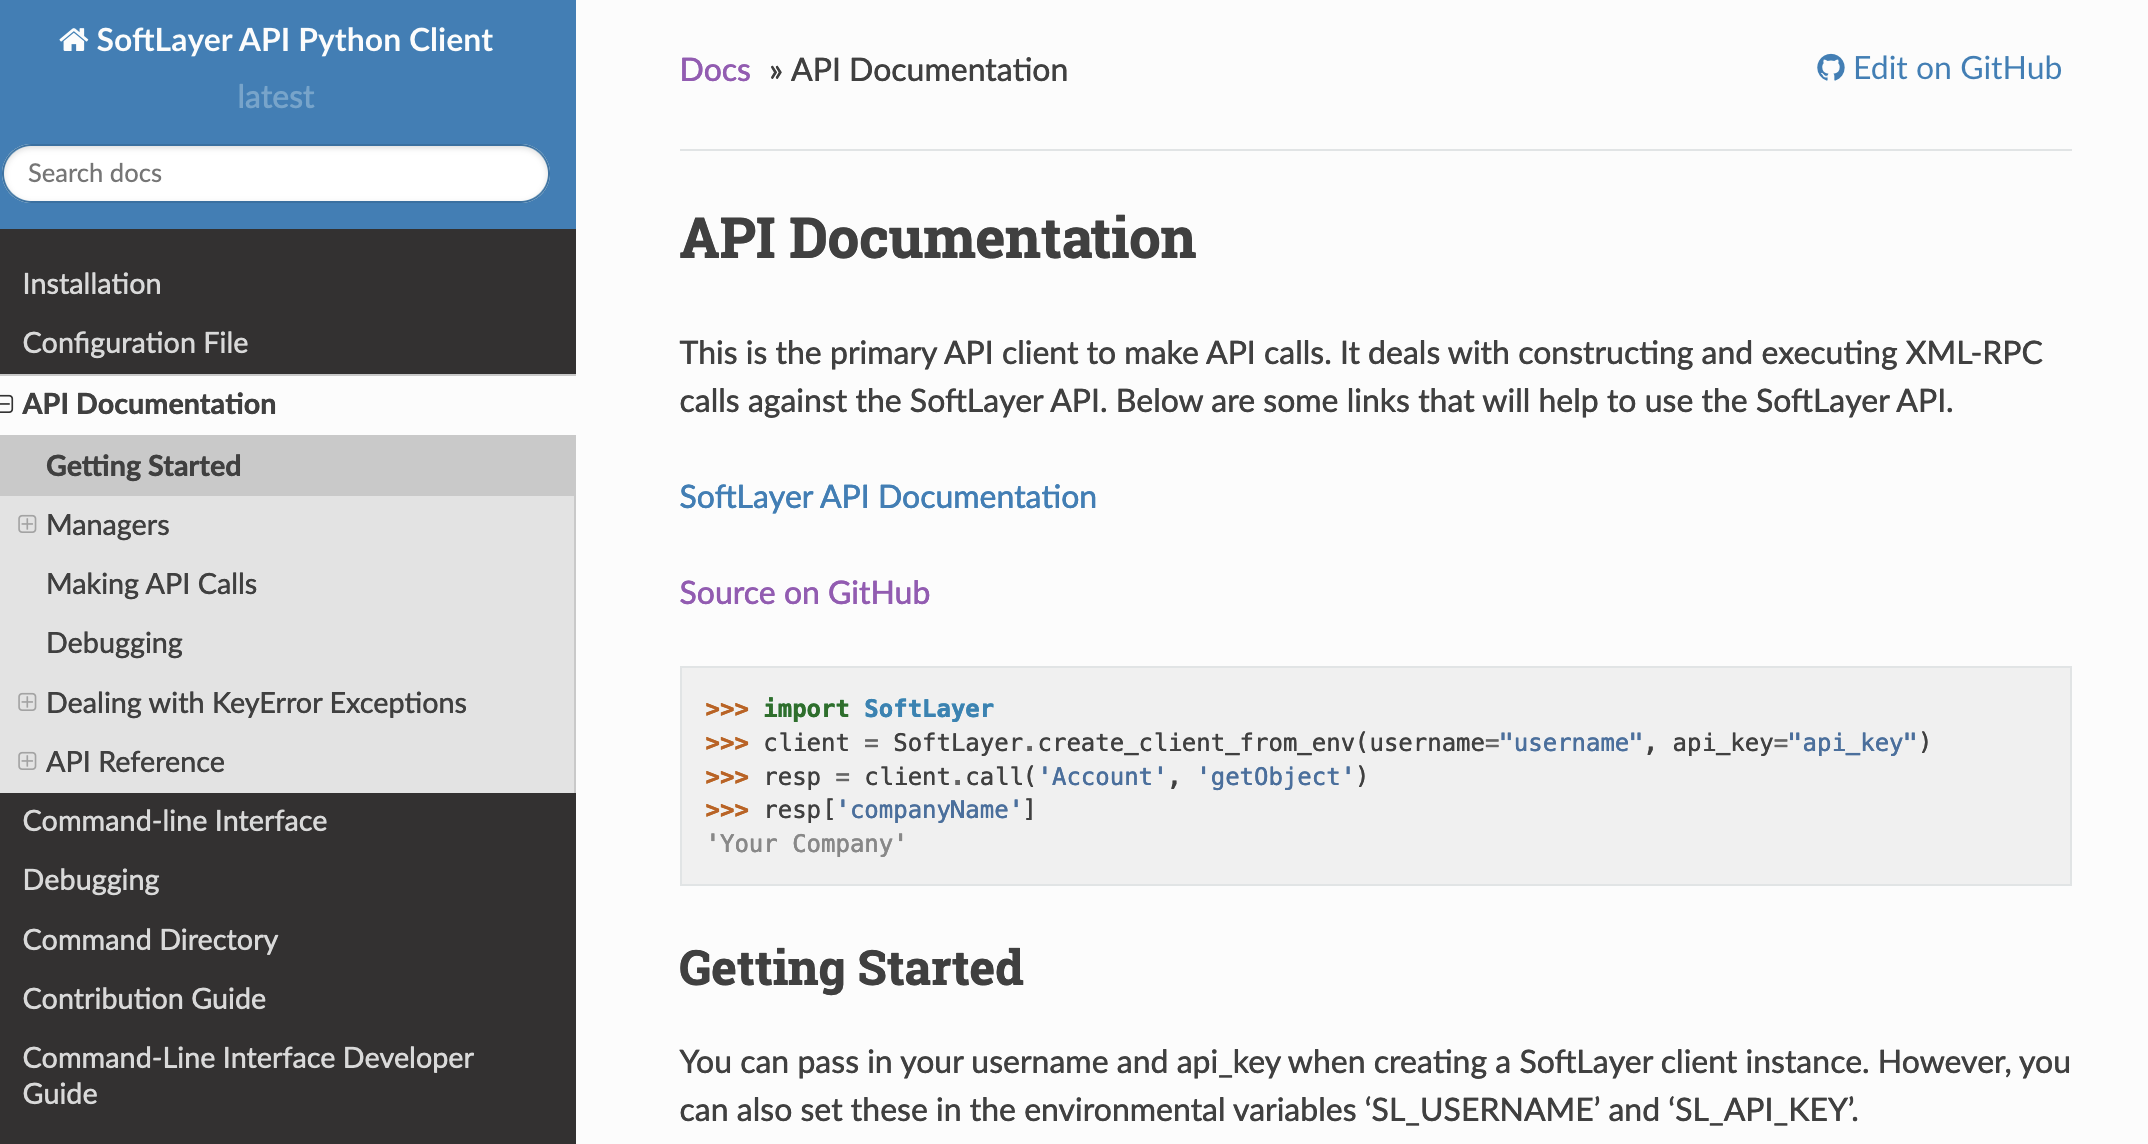 SoftLayer API Python Client
latest
Search docs
Installation
Configuration File
API Documentation
Getting Started
Managers
Making API Calls
Debugging
Dealing with KeyError Exceptions
API Reference
Command-line Interface
Debugging
Command Directory
Contribution Guide
Command-Line Interface Developer
Guide
Docs » API Documentation
Edit on GitHub
API Documentation
This is the primary API client to make API calls. It deals with constructing and executing XML-RPC
calls against the SoftLayer API. Below are some links that will help to use the SoftLayer API.
SoftLayer API Documentation
Source on GitHub
>>> import SoftLayer
>>> client = SoftLayer.create_client_from_env(username="username", api_key="api_key")
>>> resp = client.call('Account', 'getObject')
>>> resp['companyName']
'Your Company'
Getting Started
You can pass in your username and api_key when creating a SoftLayer client instance. However, you
can also set these in the environmental variables ‘SL_USERNAME’ and ‘SL_API_KEY’.